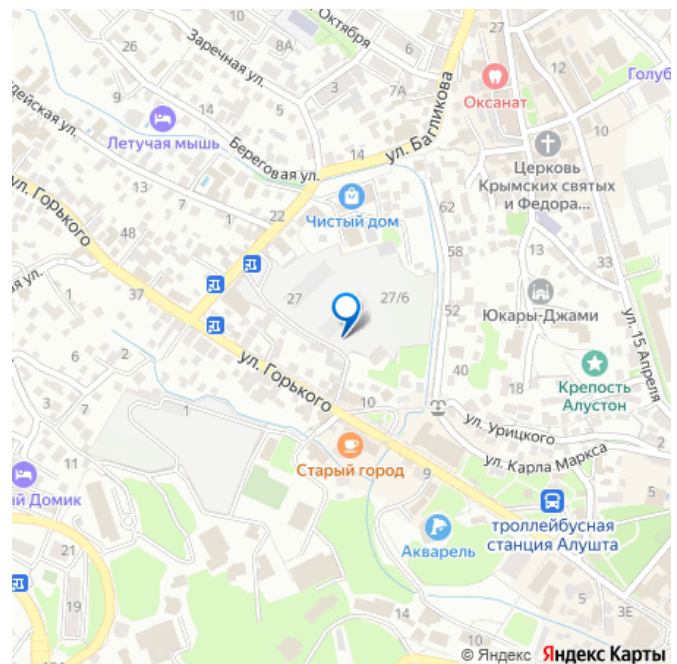 Октября
27
26
Заречная ул.
10
8А
6
12
Голуб
14
5
7А
Оксанат
9
3
10
дейская ул.
Летучая мышь
Береговая ул.
14
ул. Багликова
Церковь
Крымских святых
и Федора...
13
7
ул. Горького
1
22
Чистый дом
62
48
58
13
33
ая ул.
1
37
27
27/6
52
Юкары-Джами
ул. 15 Апреля
6
2
ул. Горького
40
18
Крепость
Алустон
3
7
1
10
ул. Урицкого
2
11
Старый город
9
ул. Карла Маркса
5
й Домик
троллейбусная
станция Алушта
Акварель
21
19
14
5
3Е
10
© Яндекс Яндекс Карты